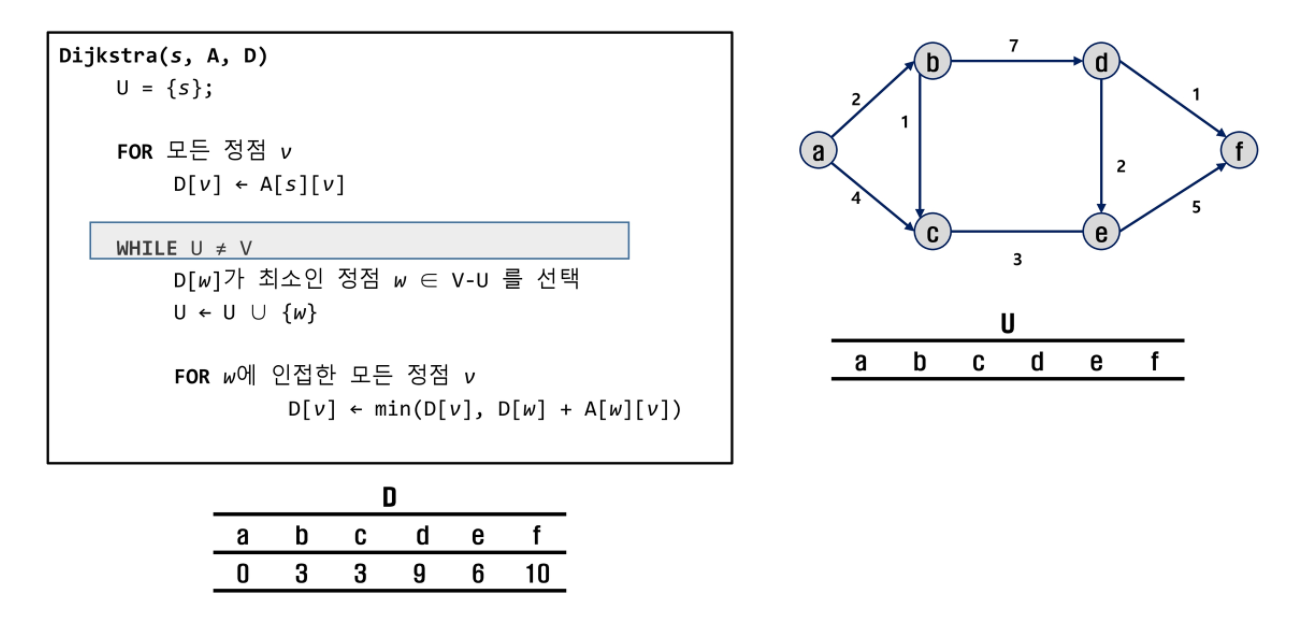 Dijkstra(s, A, D)
U = {s};
FOR 모든 정점 v
D[v] ← A[s][v]
WHILE U ≠ V
D[w]가 최소인 정점 w ∈ V-U 를 선택
U ← U ∪ {w}
FOR w에 인접한 모든 정점 v
D[v] ← min(D[v], D[w] + A[w][v])
D
a b c d e f
0 3 3 9 6 10
7
b d
2 1 1
a f
2
4 5
c e
3
U
a b c d e f